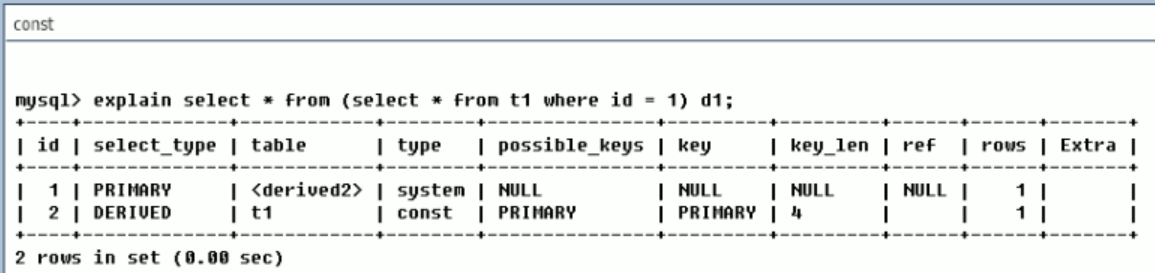 const
mysql> explain select * from (select * from t1 where id = 1) d1;
+----+-------------+------------+--------+---------------+---------+---------+------+------+-------+
| id | select_type | table      | type   | possible_keys | key     | key_len | ref  | rows | Extra |
+----+-------------+------------+--------+---------------+---------+---------+------+------+-------+
|  1 | PRIMARY     | <derived2> | system | NULL          | NULL    | NULL    | NULL |    1 |       |
|  2 | DERIVED     | t1         | const  | PRIMARY       | PRIMARY | 4       |      |    1 |       |
+----+-------------+------------+--------+---------------+---------+---------+------+------+-------+
2 rows in set (0.00 sec)